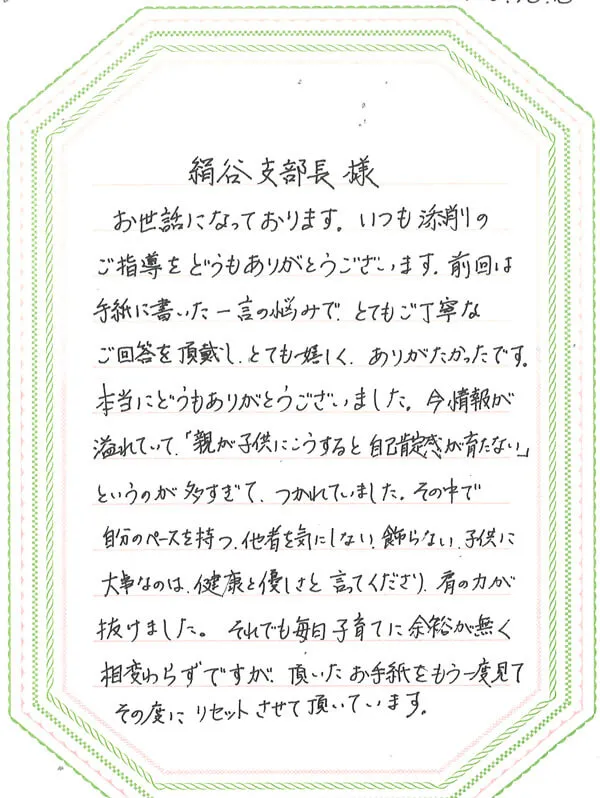 絹谷支部長 様
お世話になっております。いつも添削の
ご指導をどうもありがとうございます。前回は
手紙に書いた一言の悩みで、とてもご丁寧な
ご回答を頂戴し、とても嬉しく、ありがたかったです。
本当にどうもありがとうございました。今、情報が
溢れていて、「親が子供にこうすると自己肯定感が育たない」
というのが多すぎて、つかれていました。その中で
自分のペースを持つ、他者を気にしない、飾らない、子供に
大事なのは、健康と優しさと言ってくださり、肩の力が
抜けました。それでも毎日子育てに余裕が無く
相変わらずですが、頂いたお手紙をもう一度見て
その度にリセットさせて頂いています。